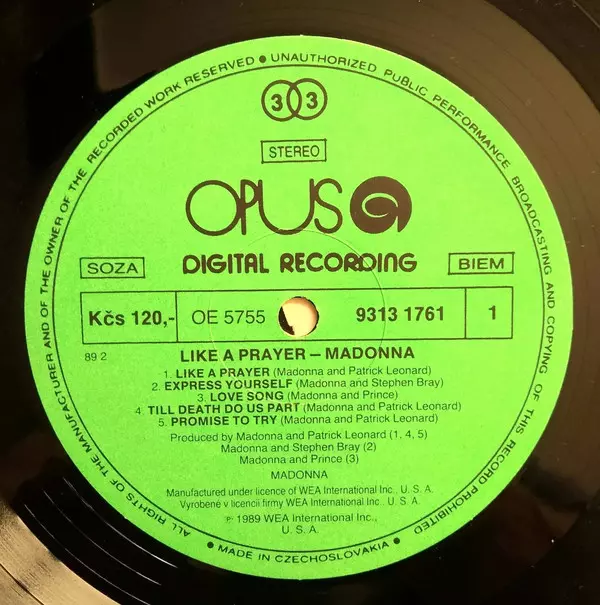 ALL RIGHTS OF THE MANUFACTURER AND OF THE OWNER OF THE RECORDED WORK RESERVED • UNAUTHORIZED PUBLIC PERFORMANCE BROADCASTING AND COPYING OF THIS RECORD PROHIBITED
33
STEREO
OPUS
DIGITAL RECORDING
SOZA
BIEM
Kčs 120,- OE 5755 9313 1761 1
89 2
LIKE A PRAYER – MADONNA
1. LIKE A PRAYER (Madonna and Patrick Leonard)
2. EXPRESS YOURSELF (Madonna and Stephen Bray)
3. LOVE SONG (Madonna and Prince)
4. TILL DEATH DO US PART (Madonna and Patrick Leonard)
5. PROMISE TO TRY (Madonna and Patrick Leonard)
Produced by Madonna and Patrick Leonard (1, 4, 5)
Madonna and Stephen Bray (2)
Madonna and Prince (3)
MADONNA
Manufactured under licence of WEA International Inc., U. S. A.
Vyrobené v licencii firmy WEA International Inc., U. S. A.
℗ 1989 WEA International Inc.,
U. S. A.
• MADE IN CZECHOSLOVAKIA •